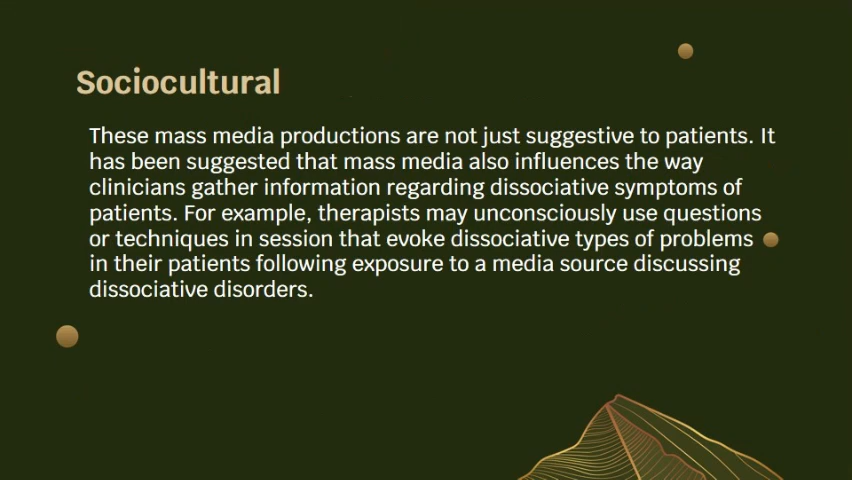 Sociocultural
These mass media productions are not just suggestive to patients. It
has been suggested that mass media also influences the way
clinicians gather information regarding dissociative symptoms of
patients. For example, therapists may unconsciously use questions
or techniques in session that evoke dissociative types of problems
in their patients following exposure to a media source discussing
dissociative disorders.